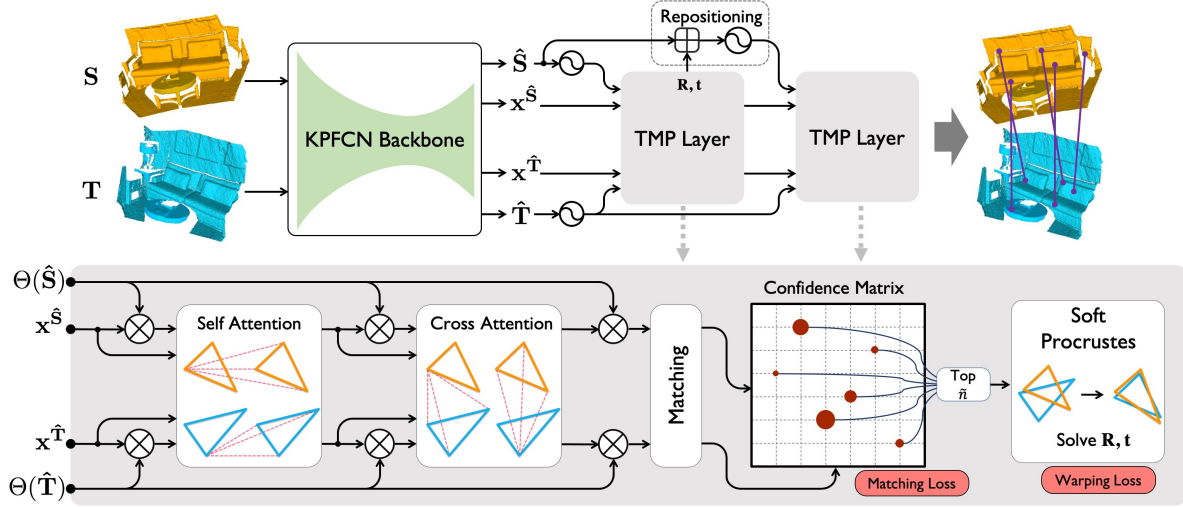 Repositioning
S
Ŝ
R, t
x^Ŝ
KPFCN Backbone
TMP Layer
TMP Layer
x^T̂
T
T̂
Θ(Ŝ)
Confidence Matrix
x^Ŝ
Self Attention
Cross Attention
Soft
Procrustes
Matching
Top
ñ
x^T̂
Solve R, t
Θ(T̂)
Matching Loss
Warping Loss